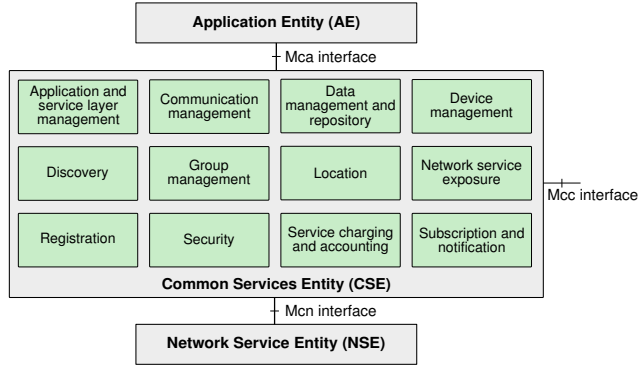 Application Entity (AE)
Mca interface
Application and
service layer
management
Communication
management
Data
management and
repository
Device
management
Discovery
Group
management
Location
Network service
exposure
Mcc interface
Registration
Security
Service charging
and accounting
Subscription and
notification
Common Services Entity (CSE)
Mcn interface
Network Service Entity (NSE)